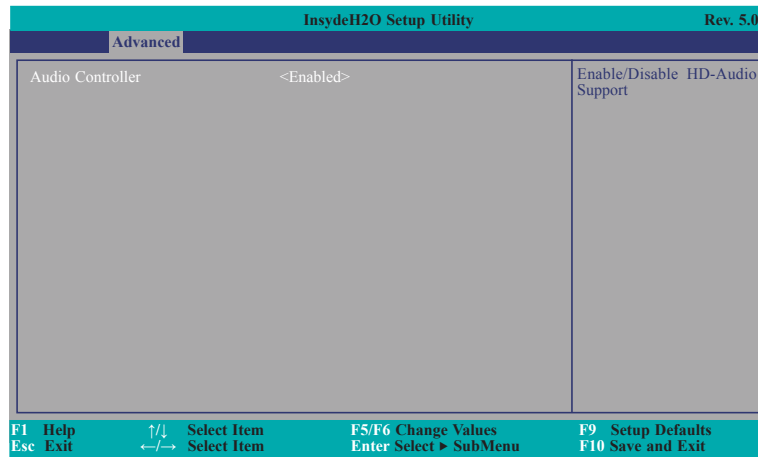 InsydeH2O Setup Utility Rev. 5.0
Advanced
Audio Controller <Enabled>
Enable/Disable HD-Audio
Support
F1 Help ↑/↓ Select Item F5/F6 Change Values F9 Setup Defaults
Esc Exit ←/→ Select Item Enter Select ► SubMenu F10 Save and Exit